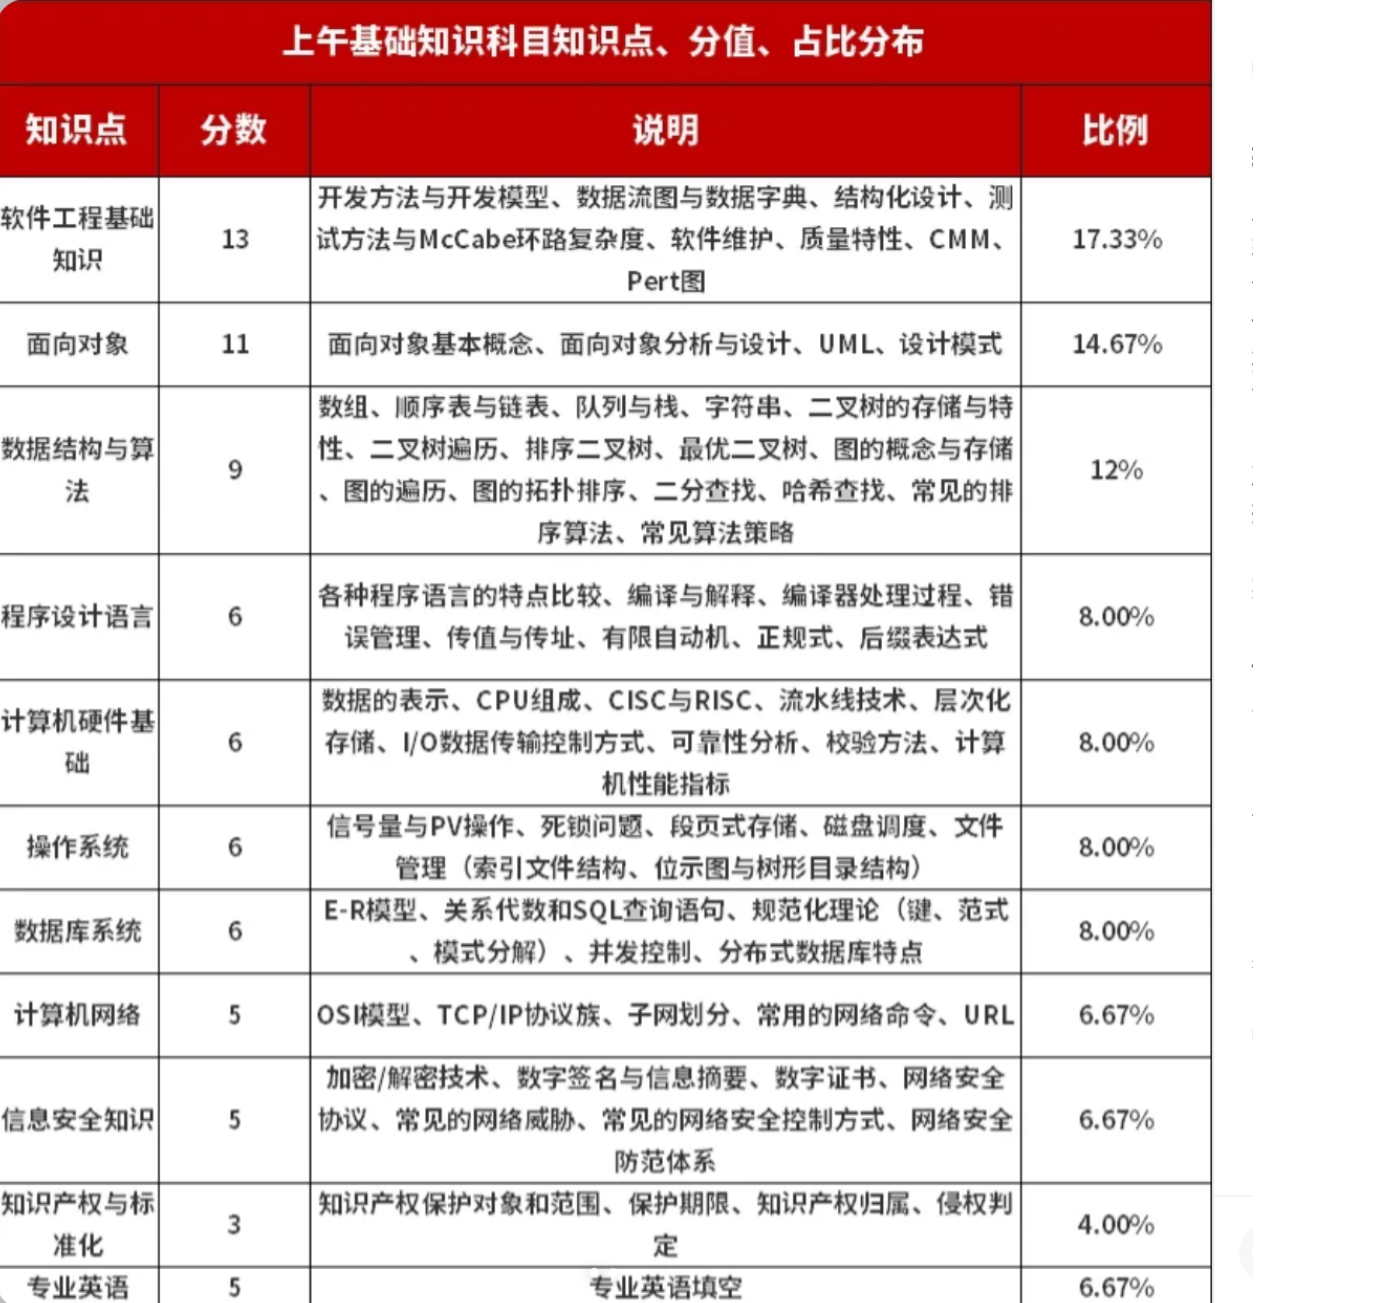 上午基础知识科目知识点、分值、占比分布
知识点 分数 说明 比例
软件工程基础
知识
13
开发方法与开发模型、数据流图与数据字典、结构化设计、测
试方法与McCabe环路复杂度、软件维护、质量特性、CMM、
Pert图
17.33%
面向对象
11
面向对象基本概念、面向对象分析与设计、UML、设计模式
14.67%
数据结构与算
法
9
数组、顺序表与链表、队列与栈、字符串、二叉树的存储与特
性、二叉树遍历、排序二叉树、最优二叉树、图的概念与存储
、图的遍历、图的拓扑排序、二分查找、哈希查找、常见的排
序算法、常见算法策略
12%
程序设计语言
6
各种程序语言的特点比较、编译与解释、编译器处理过程、错
误管理、传值与传址、有限自动机、正规式、后缀表达式
8.00%
计算机硬件基
础
6
数据的表示、CPU组成、CISC与RISC、流水线技术、层次化
存储、I/O数据传输控制方式、可靠性分析、校验方法、计算
机性能指标
8.00%
操作系统
6
信号量与PV操作、死锁问题、段页式存储、磁盘调度、文件
管理（索引文件结构、位示图与树形目录结构）
8.00%
数据库系统
6
E-R模型、关系代数和SQL查询语句、规范化理论（键、范式
、模式分解）、并发控制、分布式数据库特点
8.00%
计算机网络
5
OSI模型、TCP/IP协议族、子网划分、常用的网络命令、URL
6.67%
信息安全知识
5
加密/解密技术、数字签名与信息摘要、数字证书、网络安全
协议、常见的网络威胁、常见的网络安全控制方式、网络安全
防范体系
6.67%
知识产权与标
准化
3
知识产权保护对象和范围、保护期限、知识产权归属、侵权判
定
4.00%
专业英语
5
专业英语填空
6.67%